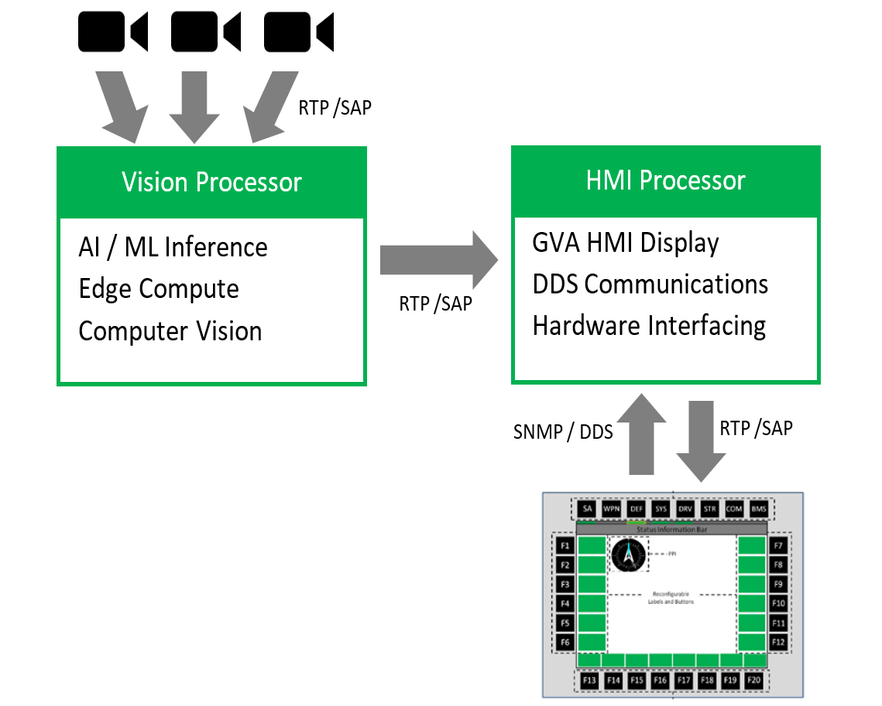 RTP /SAP
Vision Processor
AI / ML Inference
Edge Compute
Computer Vision
RTP /SAP
HMI Processor
GVA HMI Display
DDS Communications
Hardware Interfacing
SNMP / DDS
RTP /SAP
SA WPN DEF SYS DRV STR COM BMS
Status Information Bar
F1
F2
F3
F4
F5
F6
PPI
Reconfigurable
Labels and Buttons
F7
F8
F9
F10
F11
F12
F13 F14 F15 F16 F17 F18 F19 F20